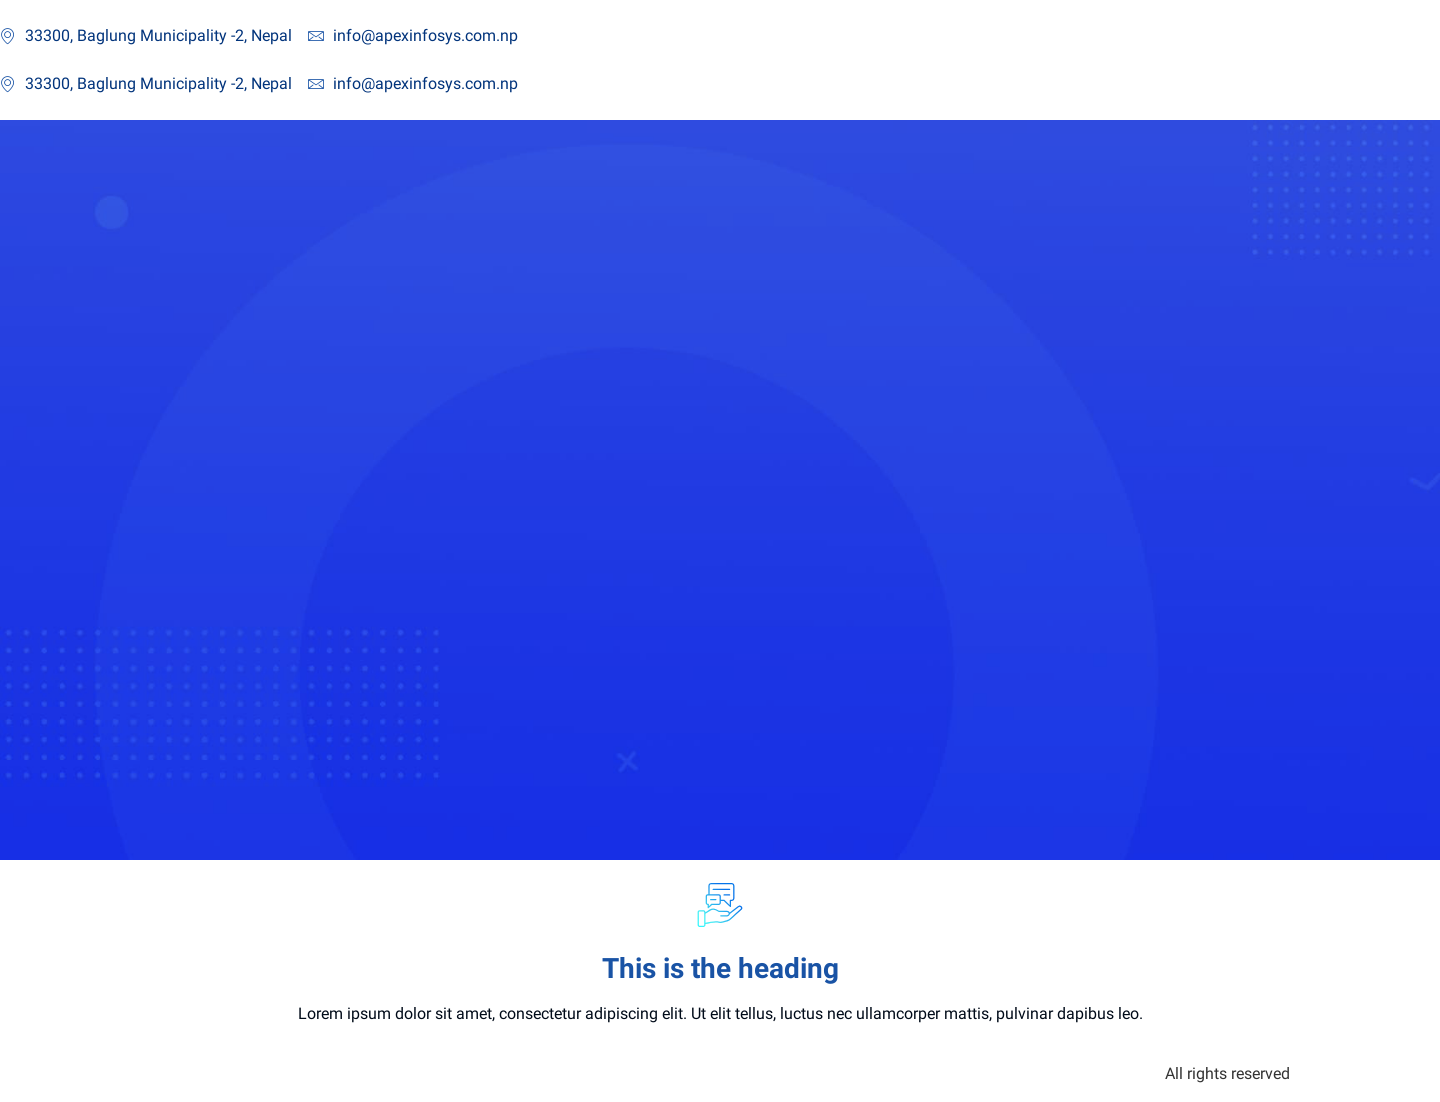 33300, Baglung Municipality -2, Nepal info@apexinfosys.com.np
33300, Baglung Municipality -2, Nepal info@apexinfosys.com.np
This is the heading
Lorem ipsum dolor sit amet, consectetur adipiscing elit. Ut elit tellus, luctus nec ullamcorper mattis, pulvinar dapibus leo.
All rights reserved